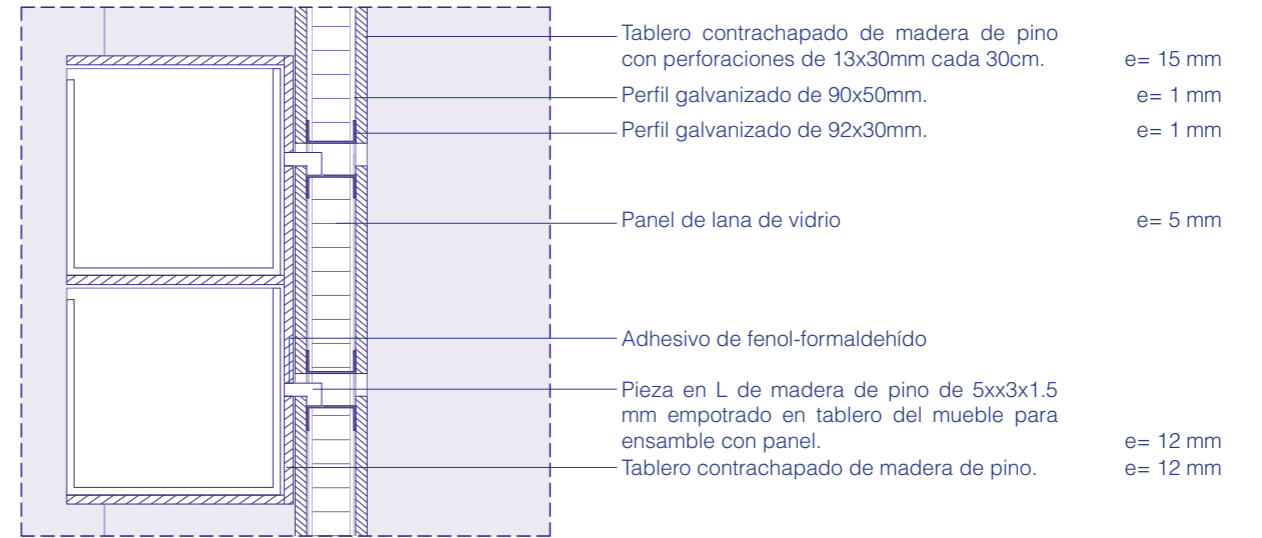 Tablero contrachapado de madera de pino
con perforaciones de 13x30mm cada 30cm. e= 15 mm
Perfil galvanizado de 90x50mm. e= 1 mm
Perfil galvanizado de 92x30mm. e= 1 mm
Panel de lana de vidrio e= 5 mm
Adhesivo de fenol-formaldehído
Pieza en L de madera de pino de 5xx3x1.5
mm empotrado en tablero del mueble para
ensamble con panel. e= 12 mm
Tablero contrachapado de madera de pino. e= 12 mm